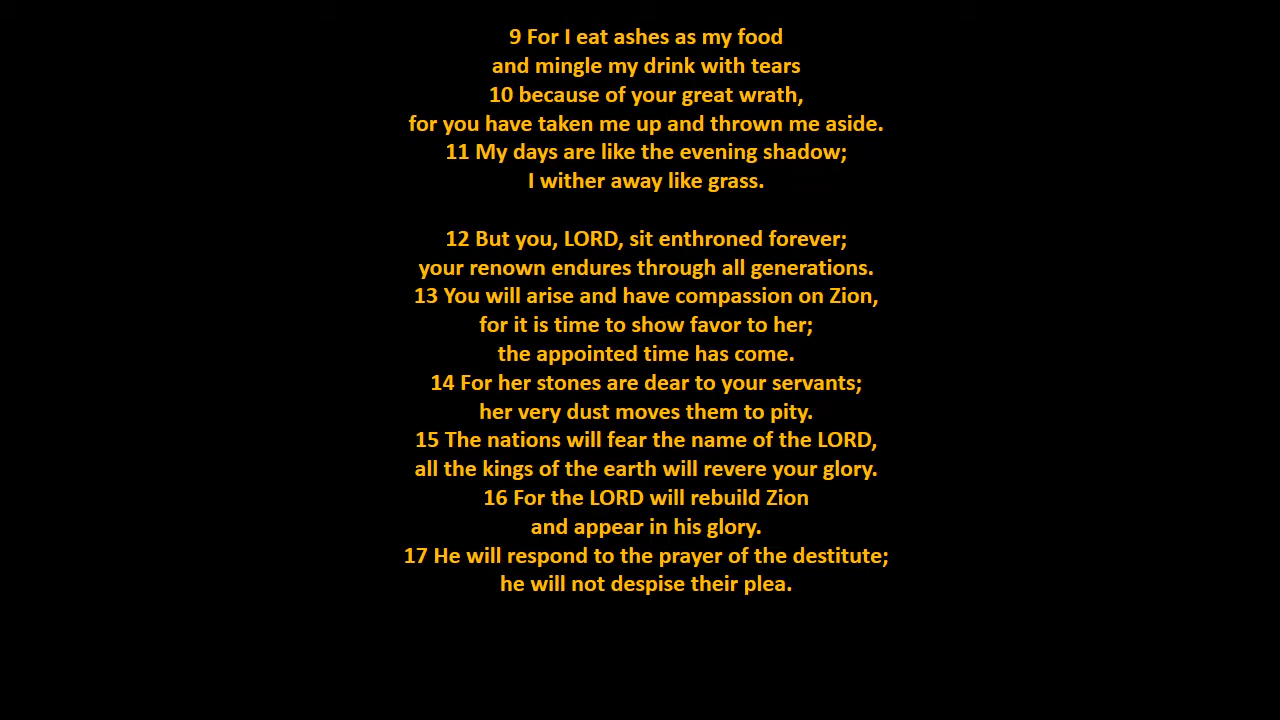 9 For I eat ashes as my food
and mingle my drink with tears
10 because of your great wrath,
for you have taken me up and thrown me aside.
11 My days are like the evening shadow;
I wither away like grass.
12 But you, LORD, sit enthroned forever;
your renown endures through all generations.
13 You will arise and have compassion on Zion,
for it is time to show favor to her;
the appointed time has come.
14 For her stones are dear to your servants;
her very dust moves them to pity.
15 The nations will fear the name of the LORD,
all the kings of the earth will revere your glory.
16 For the LORD will rebuild Zion
and appear in his glory.
17 He will respond to the prayer of the destitute;
he will not despise their plea.